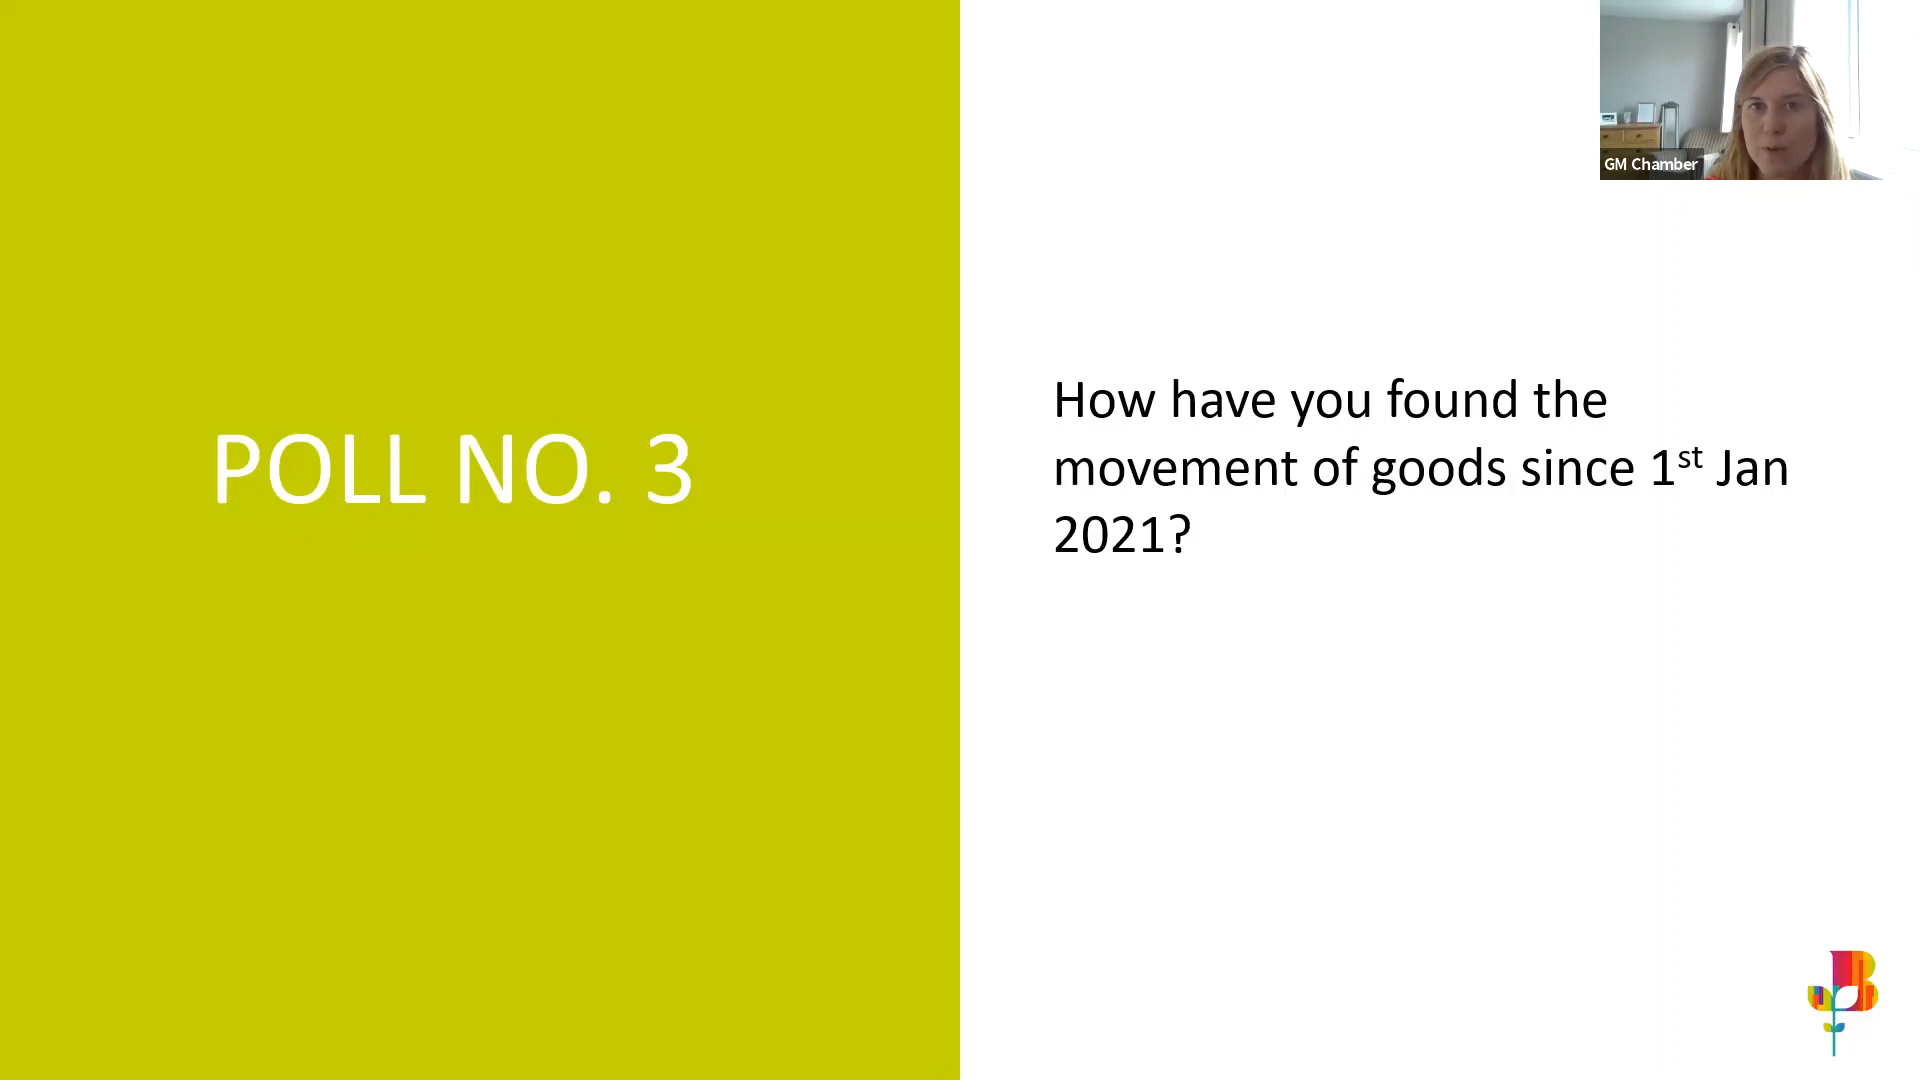 GM Chamber
POLL NO. 3
How have you found the
movement of goods since 1st Jan
2021?